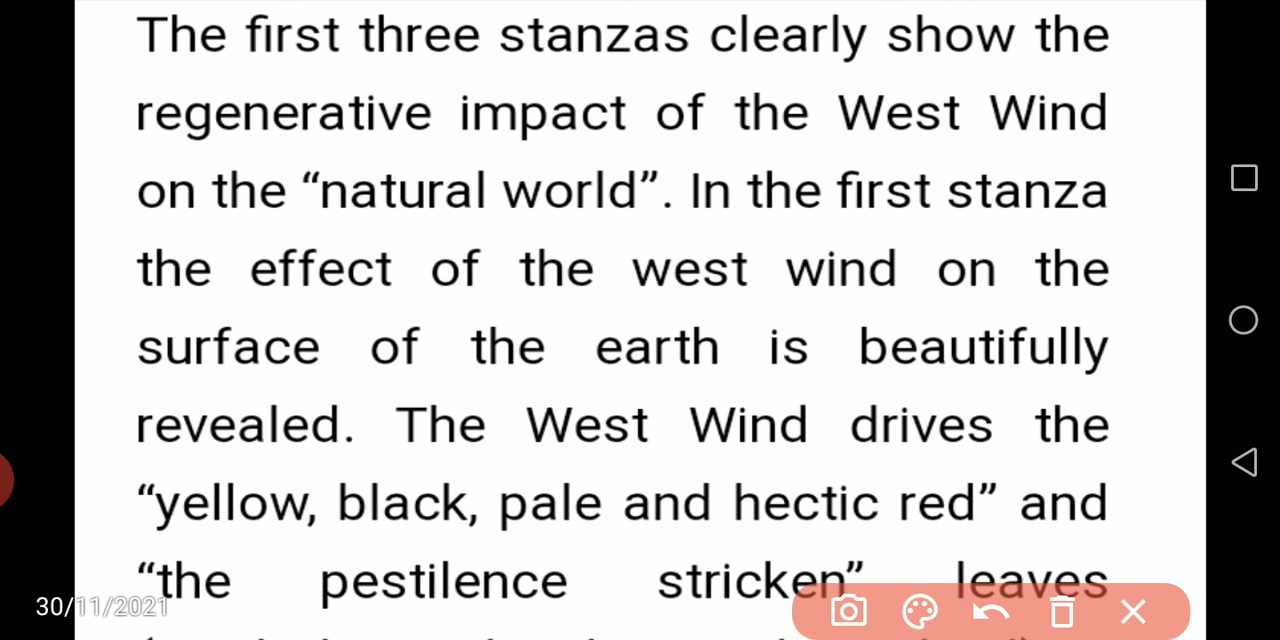 The first three stanzas clearly show the
regenerative impact of the West Wind
on the “natural world”. In the first stanza
the effect of the west wind on the
surface of the earth is beautifully
revealed. The West Wind drives the
“yellow, black, pale and hectic red” and
“the pestilence stricken” leaves
30/11/2021